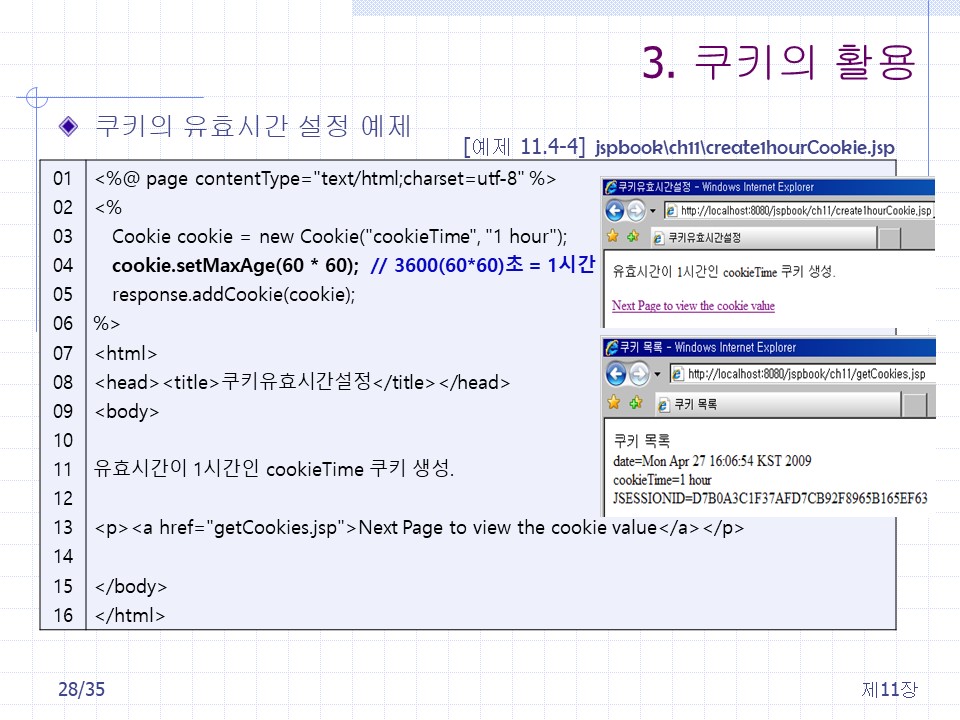 3. 쿠키의 활용
쿠키의 유효시간 설정 예제
[예제 11.4-4] jspbook\ch11\create1hourCookie.jsp
01 <%@ page contentType="text/html;charset=utf-8" %>
02 <%
03 Cookie cookie = new Cookie("cookieTime", "1 hour");
04 cookie.setMaxAge(60 * 60); // 3600(60*60)초 = 1시간
05 response.addCookie(cookie);
06 %>
07 <html>
08 <head><title>쿠키유효시간설정</title></head>
09 <body>
10
11 유효시간이 1시간인 cookieTime 쿠키 생성.
12
13 <p><a href="getCookies.jsp">Next Page to view the cookie value</a></p>
14
15 </body>
16 </html>
쿠키유효시간설정 - Windows Internet Explorer
http://localhost:8080/jspbook/ch11/create1hourCookie.jsp
쿠키유효시간설정
유효시간이 1시간인 cookieTime 쿠키 생성.
Next Page to view the cookie value
쿠키 목록 - Windows Internet Explorer
http://localhost:8080/jspbook/ch11/getCookies.jsp
쿠키 목록
쿠키 목록
date=Mon Apr 27 16:06:54 KST 2009
cookieTime=1 hour
JSESSIONID=D7B0A3C1F37AFD7CB92F8965B165EF63
28/35
제11장